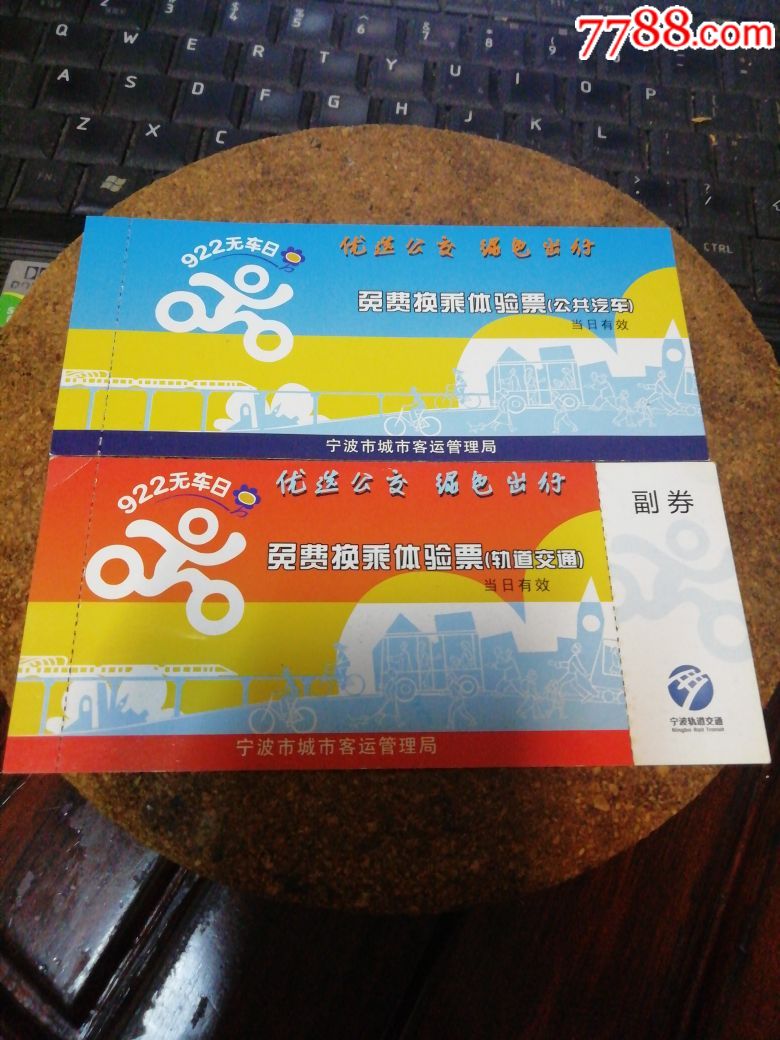 7788.com
Q W E R T Y U I O P
A S D F G H J K L
Z X C V B N M
CTRL
922无车日
优选公交 绿色出行
免费换乘体验票(公共汽车)
当日有效
宁波市城市客运管理局
922无车日
优选公交 绿色出行
免费换乘体验票(轨道交通)
当日有效
宁波市城市客运管理局
副券
宁波轨道交通
Ningbo Rail Transit